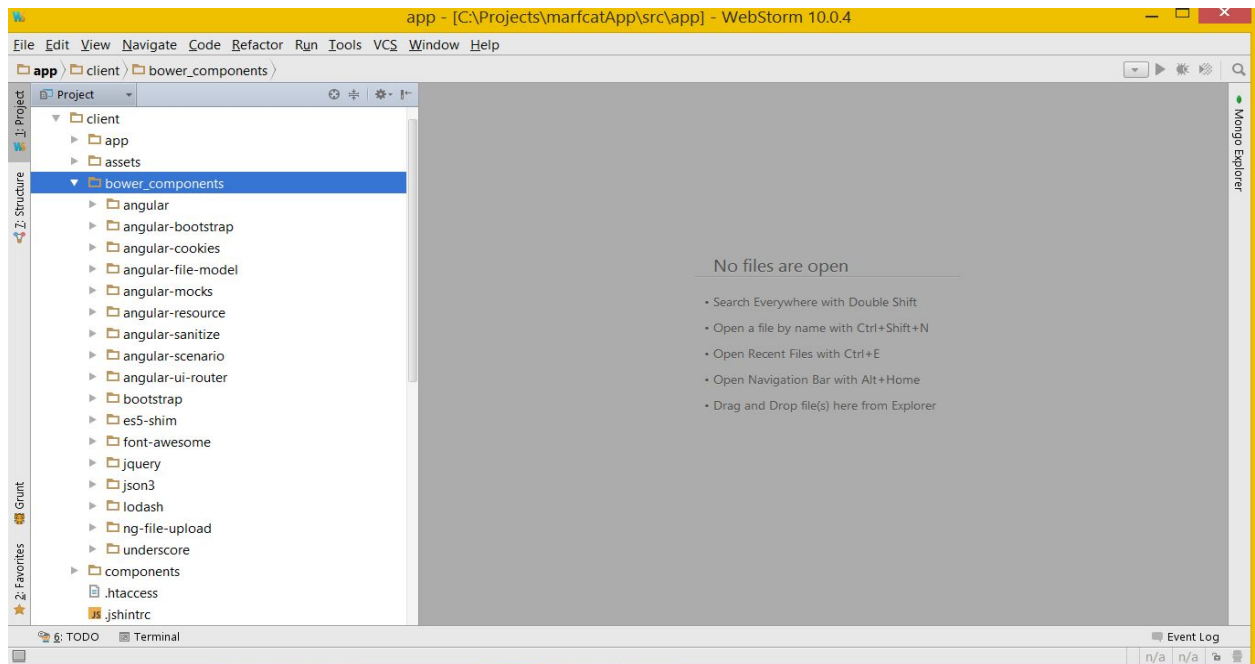 app - [C:\Projects\marfcatApp\src\app] - WebStorm 10.0.4
File Edit View Navigate Code Refactor Run Tools VCS Window Help
app client bower_components
1: Project
Z: Structure
Grunt
2: Favorites
Project
client
app
assets
bower_components
angular
angular-bootstrap
angular-cookies
angular-file-model
angular-mocks
angular-resource
angular-sanitize
angular-scenario
angular-ui-router
bootstrap
es5-shim
font-awesome
jquery
json3
lodash
ng-file-upload
underscore
components
.htaccess
JS .jshintrc
No files are open
• Search Everywhere with Double Shift
• Open a file by name with Ctrl+Shift+N
• Open Recent Files with Ctrl+E
• Open Navigation Bar with Alt+Home
• Drag and Drop file(s) here from Explorer
Mongo Explorer
6: TODO Terminal Event Log
n/a n/a